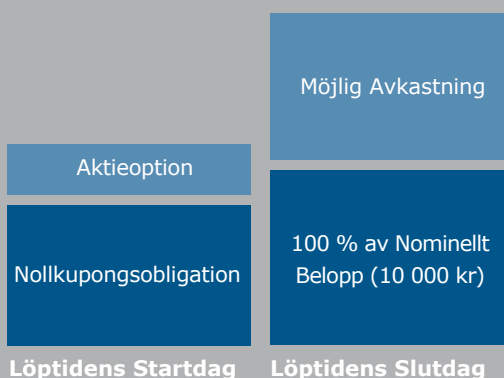 Möjlig Avkastning
Aktieoption
Nollkupongsobligation
100 % av Nominellt
Belopp (10 000 kr)
Löptidens Startdag
Löptidens Slutdag